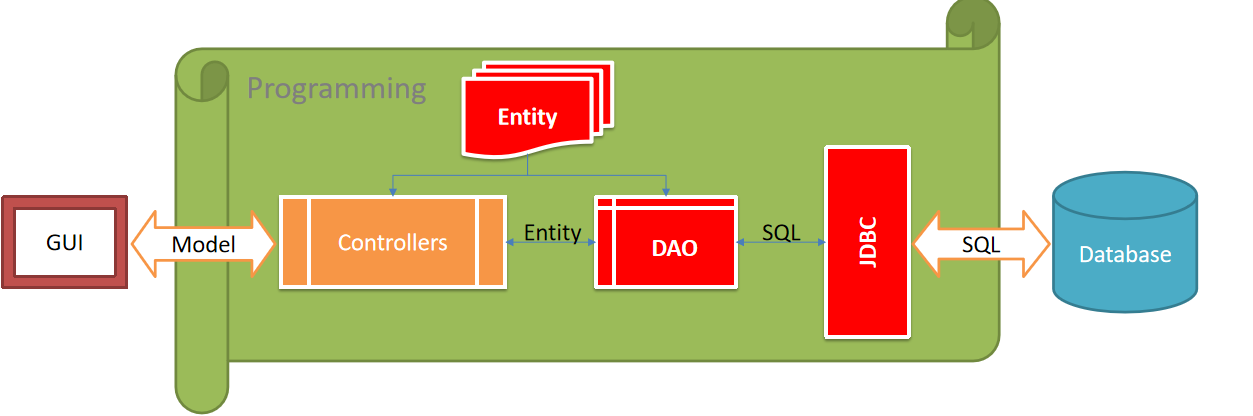 Programming
Entity
GUI
Model
Controllers
Entity
DAO
SQL
JDBC
SQL
Database